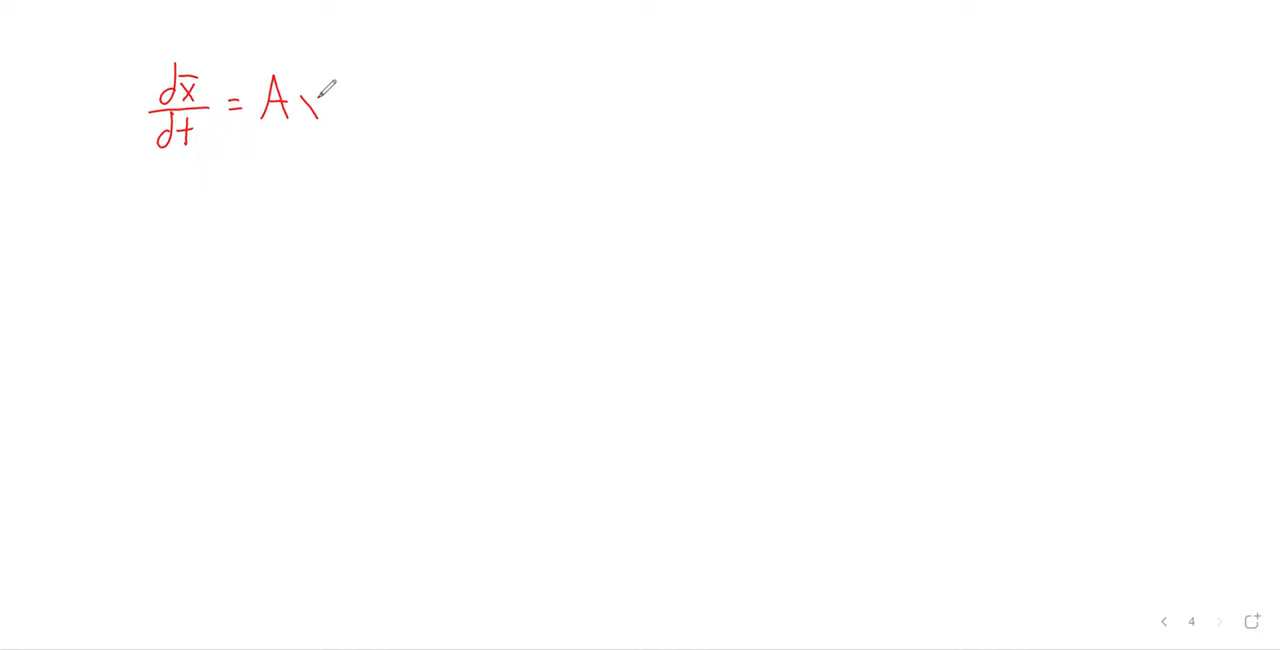 dx̄/dt = A \
4